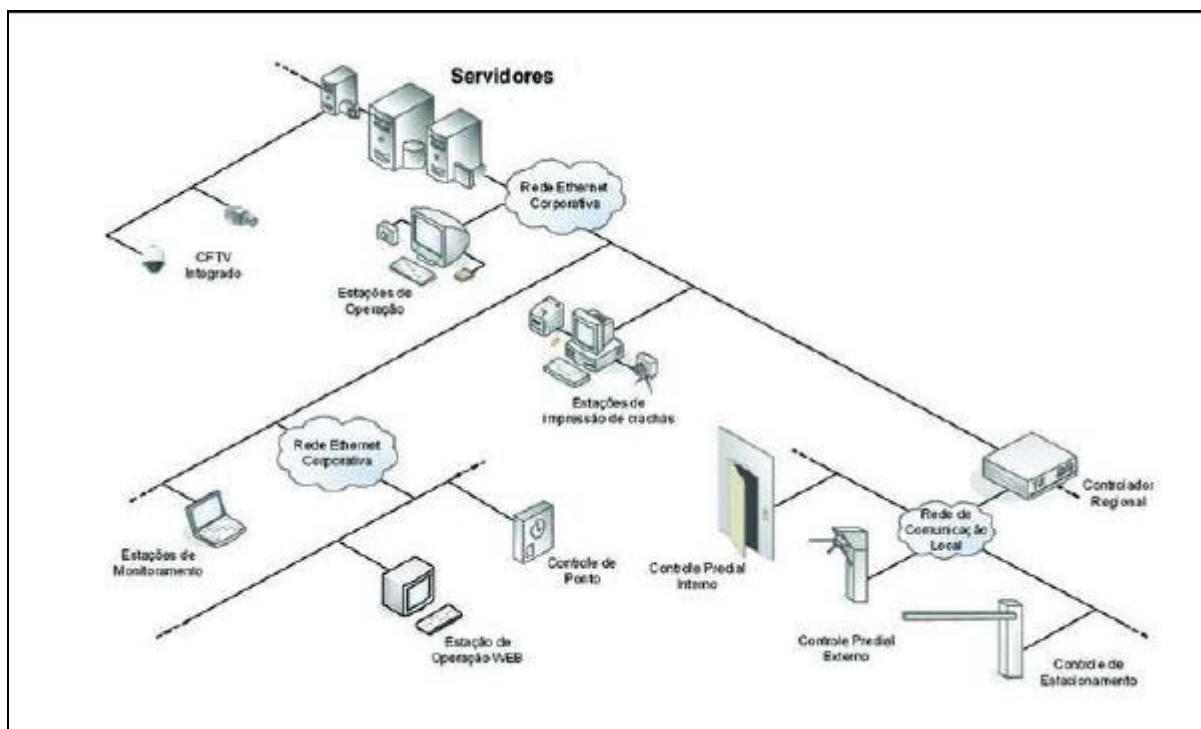 Servidores
Rede Ethernet
Corporativa
CFTV
Integrado
Estações de
Operação
Estações de
impressão de crachás
Rede Ethernet
Corporativa
Controlador
Regional
Rede de
Comunicação
Local
Estações de
Monitoramento
Controle de
Ponto
Controle Predial
Interno
Estação de
Operação WEB
Controle Predial
Externo
Controle de
Estacionamento